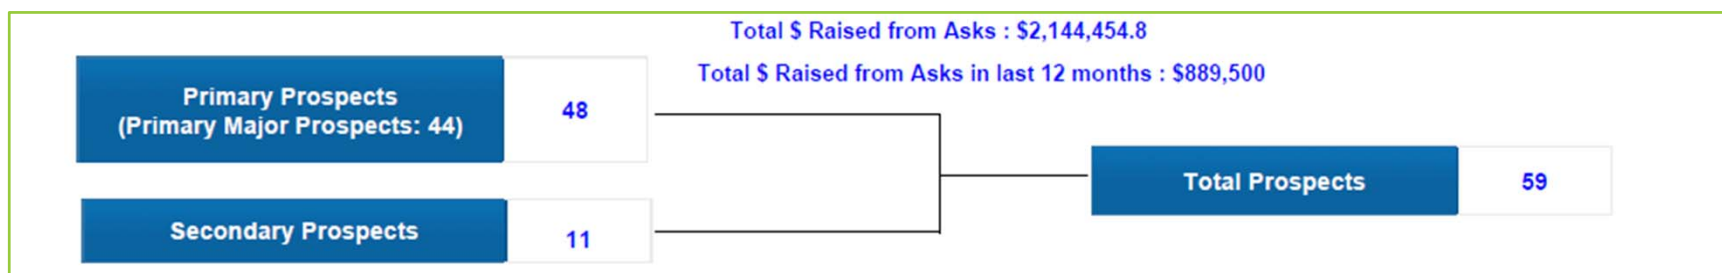 Total $ Raised from Asks : $2,144,454.8
Total $ Raised from Asks in last 12 months : $889,500
Primary Prospects
(Primary Major Prospects: 44)
48
Total Prospects
59
Secondary Prospects
11